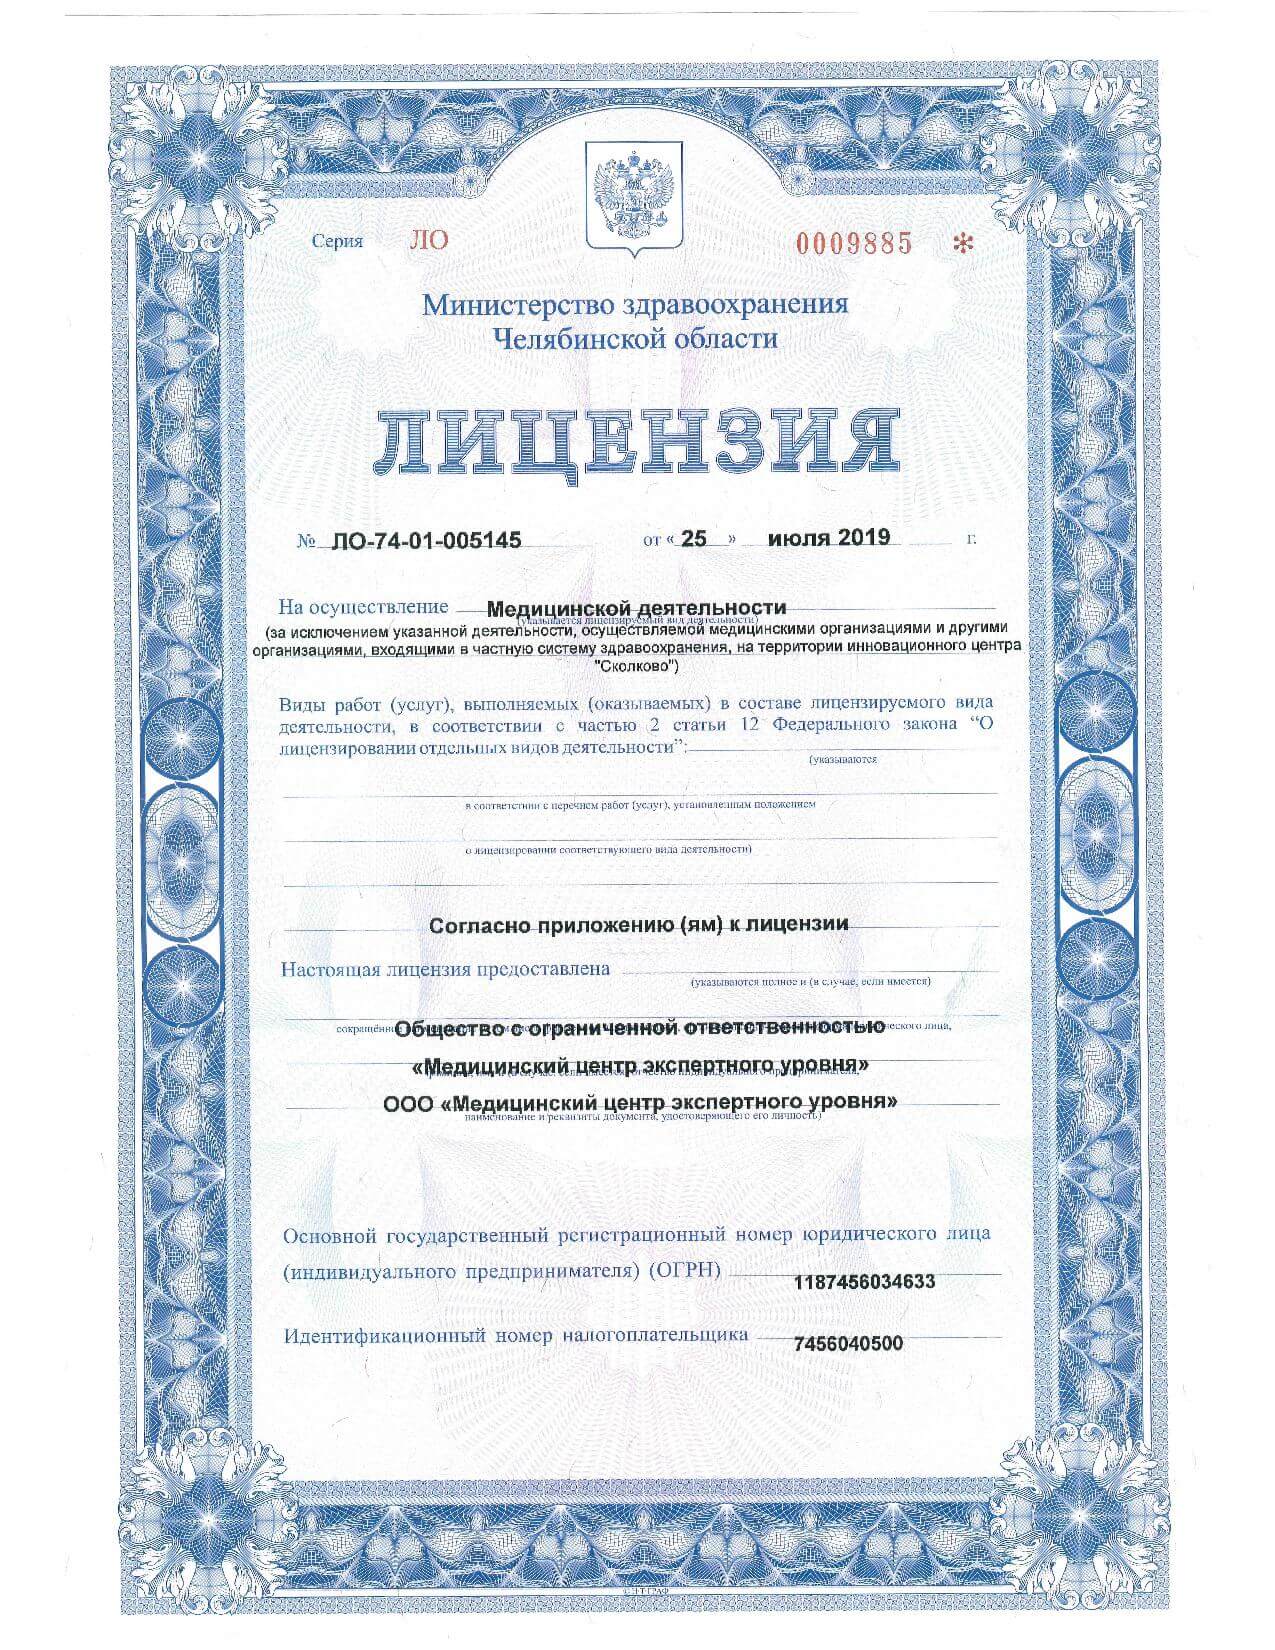 Серия ЛО 0009885 *
Министерство здравоохранения
Челябинской области
ЛИЦЕНЗИЯ
№ ЛО-74-01-005145 от « 25 » июля 2019 г.
На осуществление Медицинской деятельности
(указывается лицензируемый вид деятельности)
(за исключением указанной деятельности, осуществляемой медицинскими организациями и другими
организациями, входящими в частную систему здравоохранения, на территории инновационного центра
"Сколково")
Виды работ (услуг), выполняемых (оказываемых) в составе лицензируемого вида
деятельности, в соответствии с частью 2 статьи 12 Федерального закона “О
лицензировании отдельных видов деятельности”:
(указываются
в соответствии с перечнем работ (услуг), установленным положением
о лицензировании соответствующего вида деятельности)
Согласно приложению (ям) к лицензии
Настоящая лицензия предоставлена
(указываются полное и (в случае, если имеется)
Общество с ограниченной ответственностью
лица,
«Медицинский центр экспертного уровня»
ООО «Медицинский центр экспертного уровня»
наименование и реквизиты документа, удостоверяющего его личность)
Основной государственный регистрационный номер юридического лица
(индивидуального предпринимателя) (ОГРН) 1187456034633
Идентификационный номер налогоплательщика 7456040500